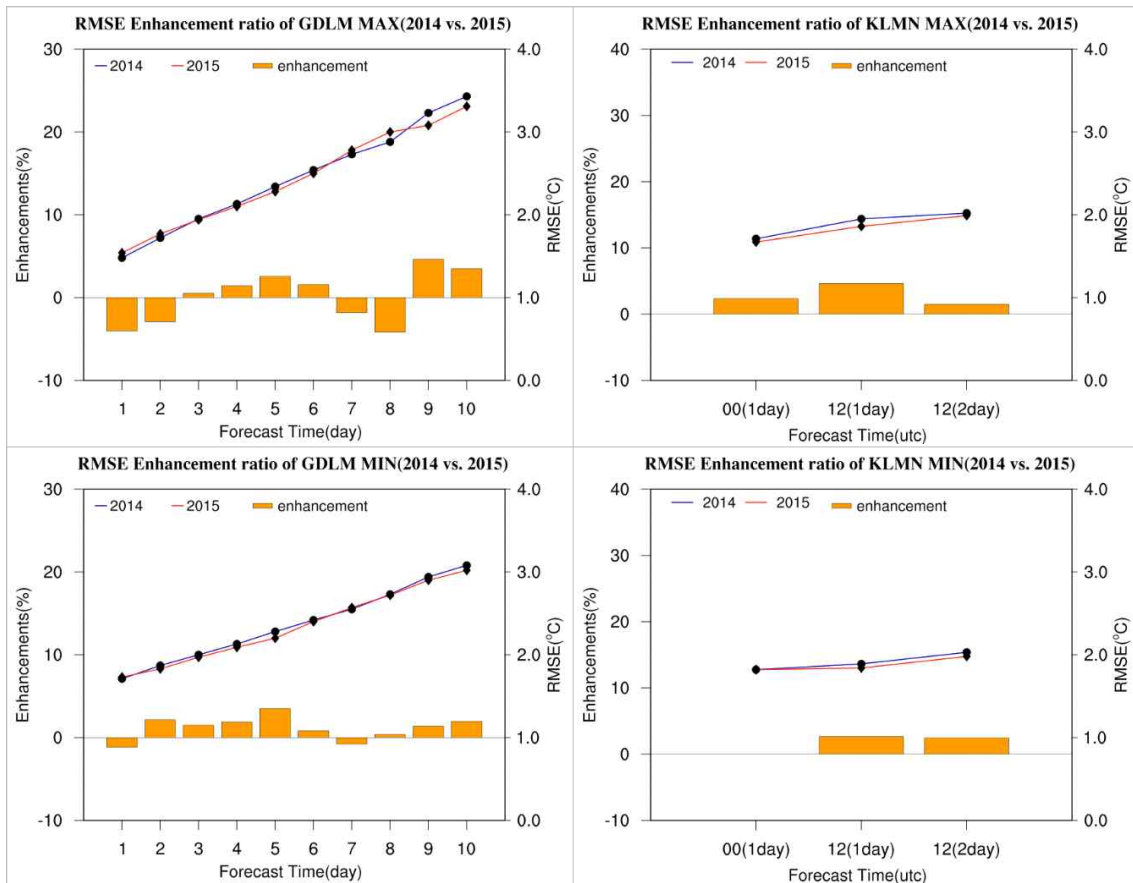 RMSE Enhancement ratio of GDLM MAX(2014 vs. 2015)
2014 2015 enhancement
30
20
10
0
-10
Enhancements(%)
4.0
3.0
2.0
1.0
0.0
RMSE(°C)
1 2 3 4 5 6 7 8 9 10
Forecast Time(day)
RMSE Enhancement ratio of KLMN MAX(2014 vs. 2015)
2014 2015 enhancement
40
30
20
10
0
-10
Enhancements(%)
4.0
3.0
2.0
1.0
0.0
RMSE(°C)
00(1day) 12(1day) 12(2day)
Forecast Time(utc)
RMSE Enhancement ratio of GDLM MIN(2014 vs. 2015)
2014 2015 enhancement
30
20
10
0
-10
Enhancements(%)
4.0
3.0
2.0
1.0
0.0
RMSE(°C)
1 2 3 4 5 6 7 8 9 10
Forecast Time(day)
RMSE Enhancement ratio of KLMN MIN(2014 vs. 2015)
2014 2015 enhancement
40
30
20
10
0
-10
Enhancements(%)
4.0
3.0
2.0
1.0
0.0
RMSE(°C)
00(1day) 12(1day) 12(2day)
Forecast Time(utc)